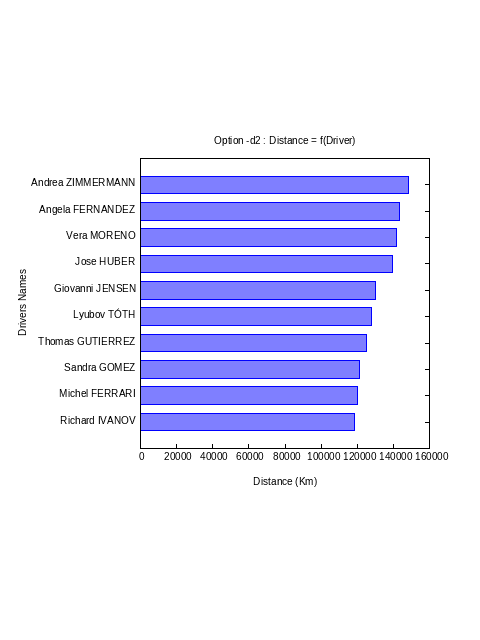 Option -d2 : Distance = f(Driver)
Andrea ZIMMERMANN
Angela FERNANDEZ
Vera MORENO
Jose HUBER
Giovanni JENSEN
Lyubov TÓTH
Thomas GUTIERREZ
Sandra GOMEZ
Michel FERRARI
Richard IVANOV
Drivers Names
0 20000 40000 60000 80000 100000 120000 140000 160000
Distance (Km)